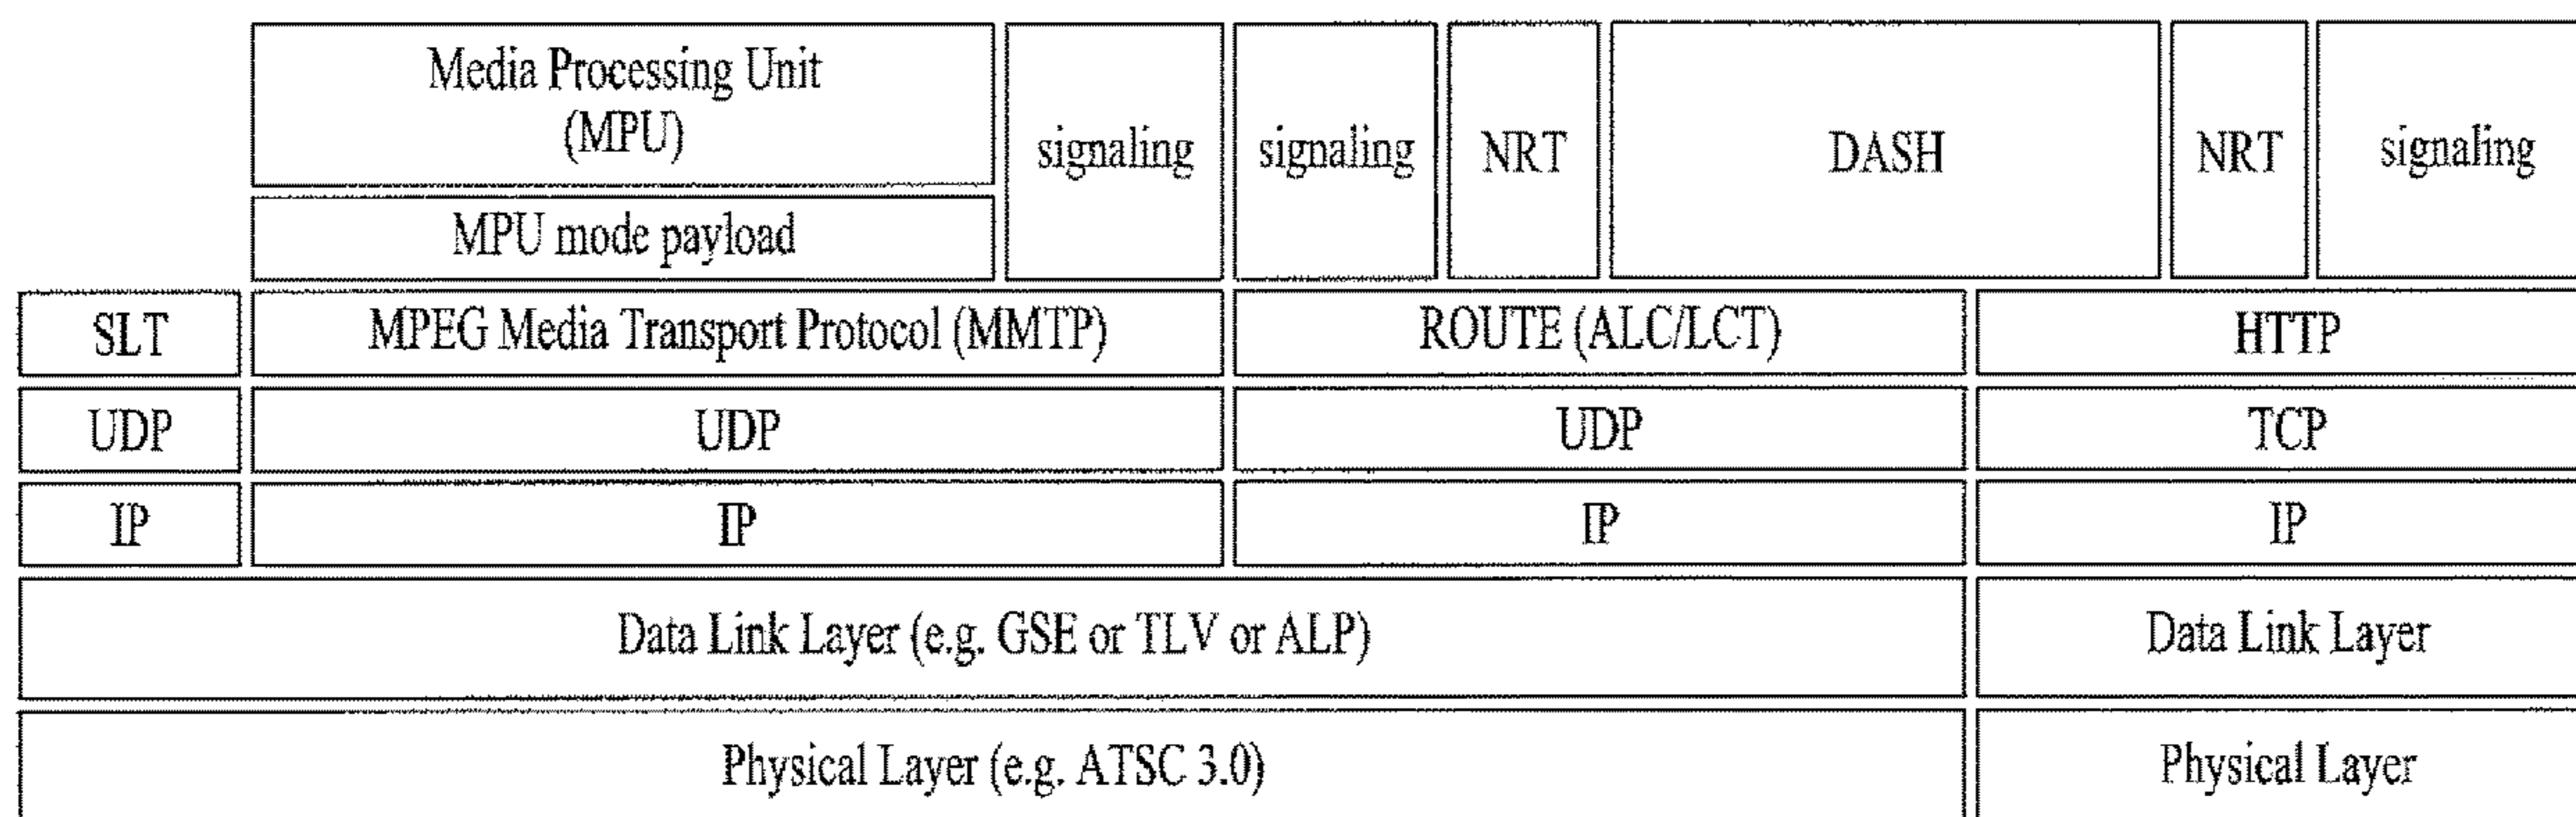 Media Processing Unit
(MPU)
signaling
signaling
NRT
DASH
NRT
signaling
MPU mode payload
SLT
MPEG Media Transport Protocol (MMTP)
ROUTE (ALC/LCT)
HTTP
UDP
UDP
UDP
TCP
IP
IP
IP
IP
Data Link Layer (e.g. GSE or TLV or ALP)
Data Link Layer
Physical Layer (e.g. ATSC 3.0)
Physical Layer